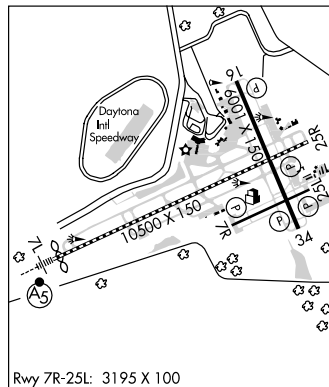 Daytona
Intl
Speedway
16
6001 X 150
P
25R
P
25L
P
P
P
7R
34
10500 X 150
7L
A5
Rwy 7R-25L: 3195 X 100